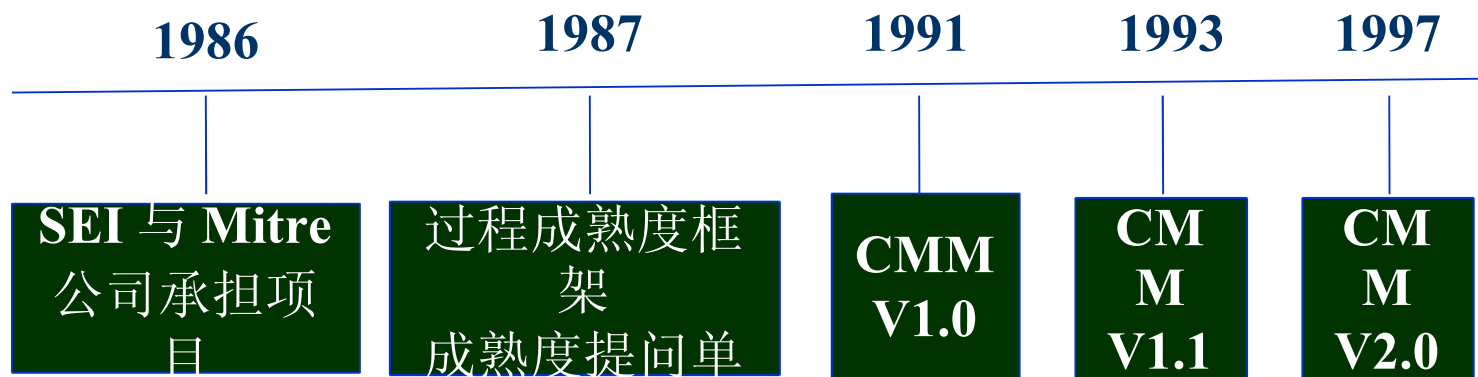 1986
1987
1991
1993
1997
SEI 与 Mitre
公司承担项
目
过程成熟度框
架
成熟度提问单
CMM
V1.0
CM
M
V1.1
CM
M
V2.0